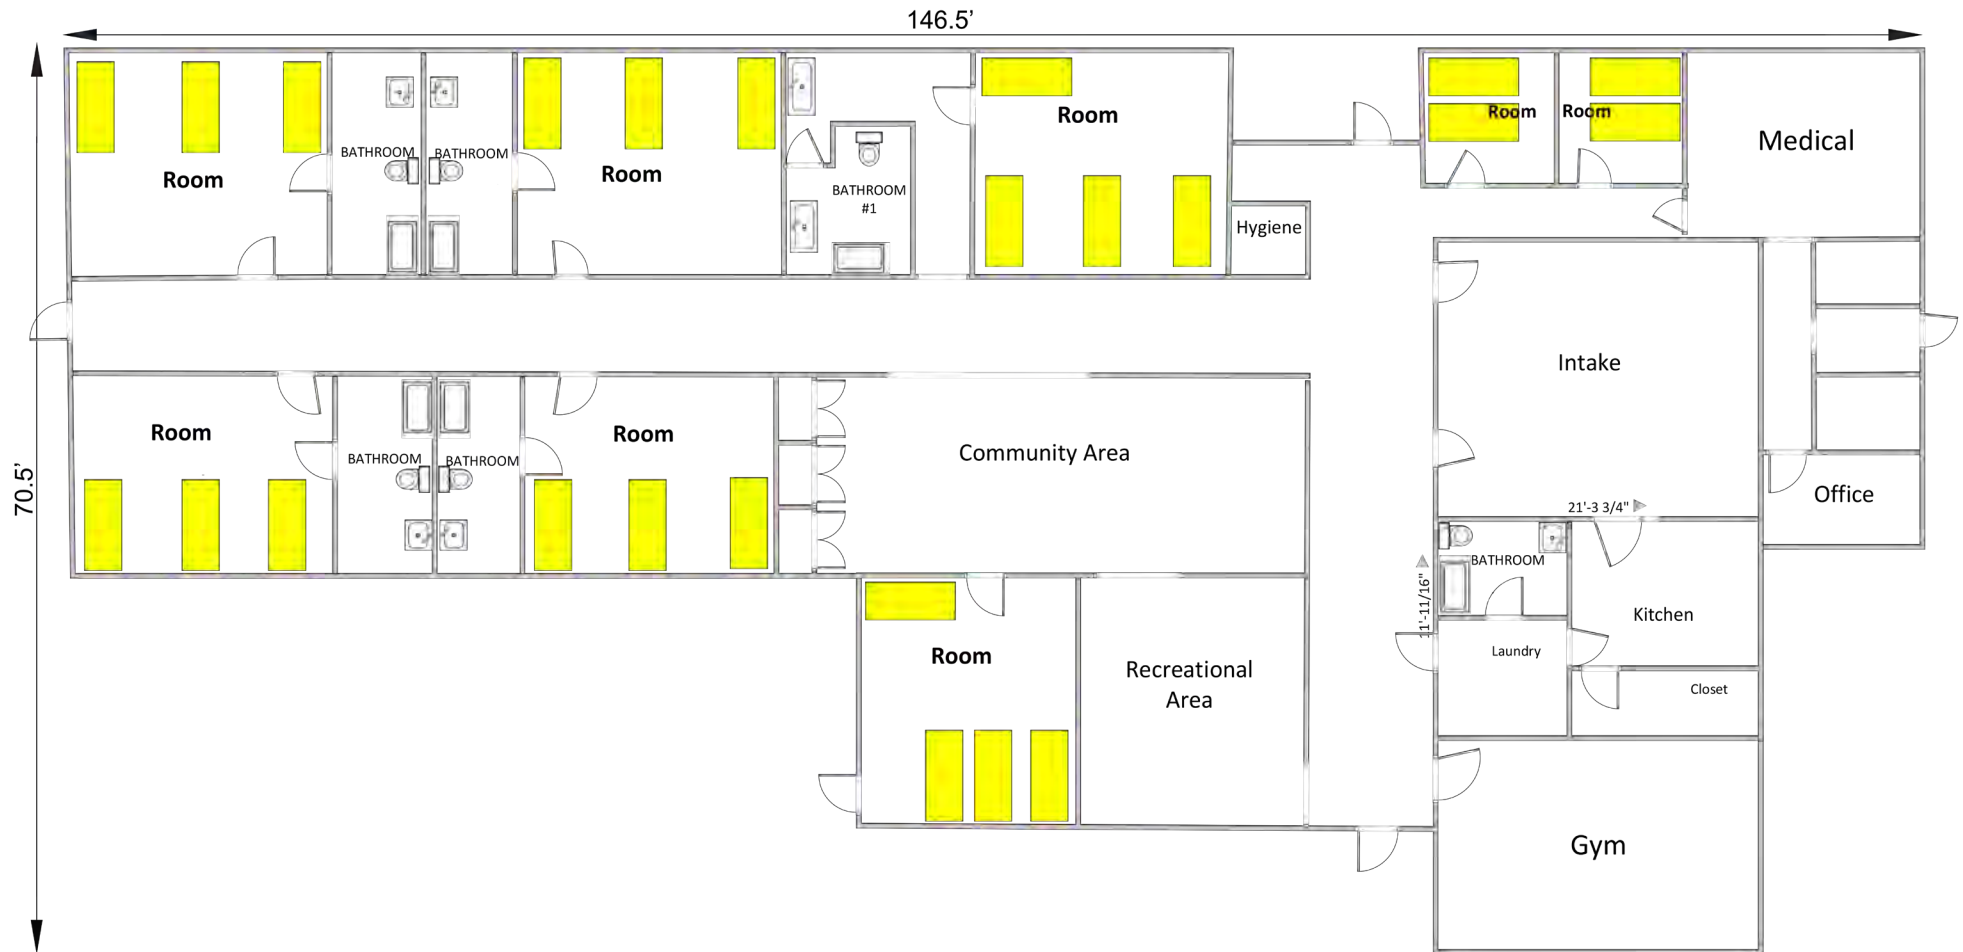 146.5’
70.5’
Room
BATHROOM
BATHROOM
Room
BATHROOM
#1
Room
Hygiene
Room
Room
Medical
Intake
21'-3 3/4"
Office
Room
BATHROOM
BATHROOM
Room
Community Area
11'-11/16"
BATHROOM
Kitchen
Laundry
Closet
Room
Recreational
Area
Gym